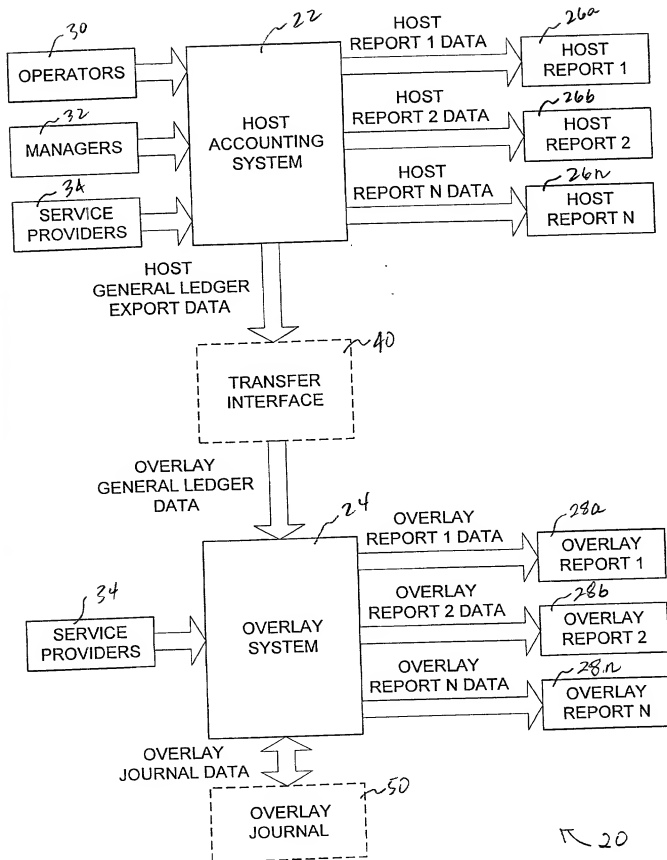 30
OPERATORS
32
MANAGERS
34
SERVICE
PROVIDERS
22
HOST
ACCOUNTING
SYSTEM
HOST
REPORT 1 DATA
HOST
REPORT 2 DATA
HOST
REPORT N DATA
26a
HOST
REPORT 1
26b
HOST
REPORT 2
26n
HOST
REPORT N
HOST
GENERAL LEDGER
EXPORT DATA
40
TRANSFER
INTERFACE
OVERLAY
GENERAL LEDGER
DATA
24
OVERLAY
SYSTEM
34
SERVICE
PROVIDERS
OVERLAY
REPORT 1 DATA
OVERLAY
REPORT 2 DATA
OVERLAY
REPORT N DATA
28a
OVERLAY
REPORT 1
28b
OVERLAY
REPORT 2
28n
OVERLAY
REPORT N
OVERLAY
JOURNAL DATA
50
OVERLAY
JOURNAL
20